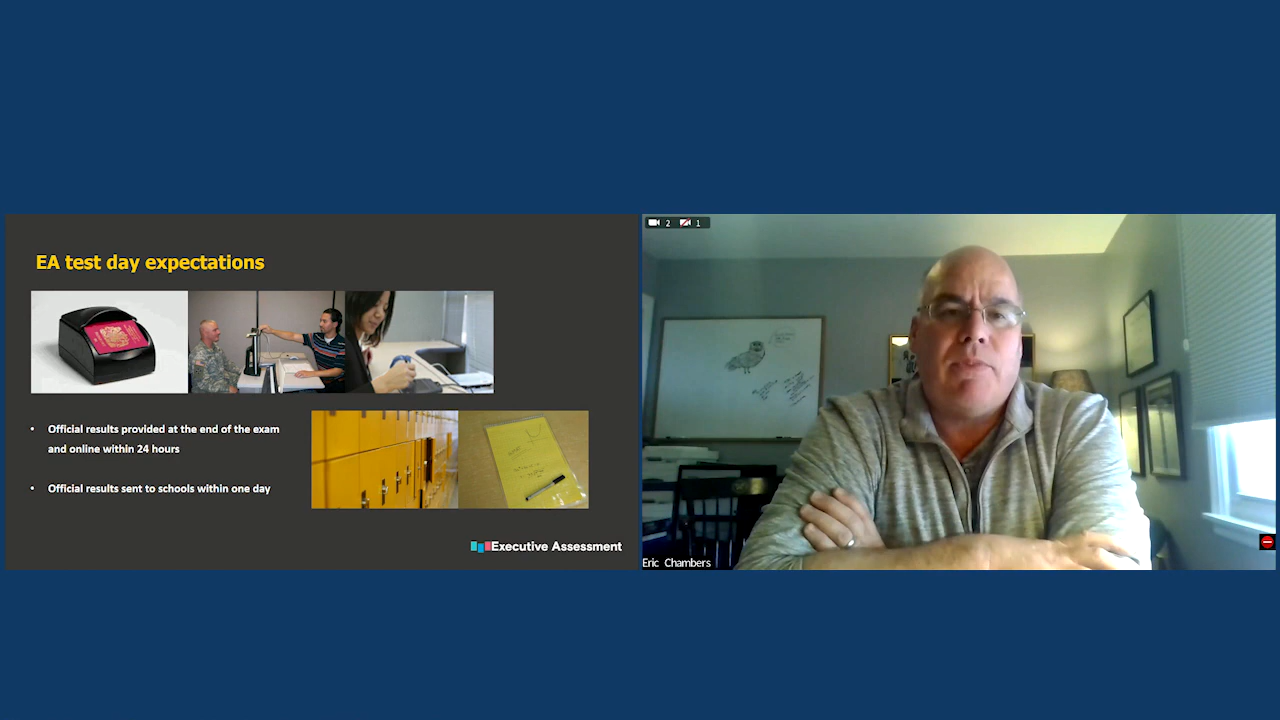 EA test day expectations
• Official results provided at the end of the exam
and online within 24 hours
• Official results sent to schools within one day
Executive Assessment
2 1
Eric Chambers